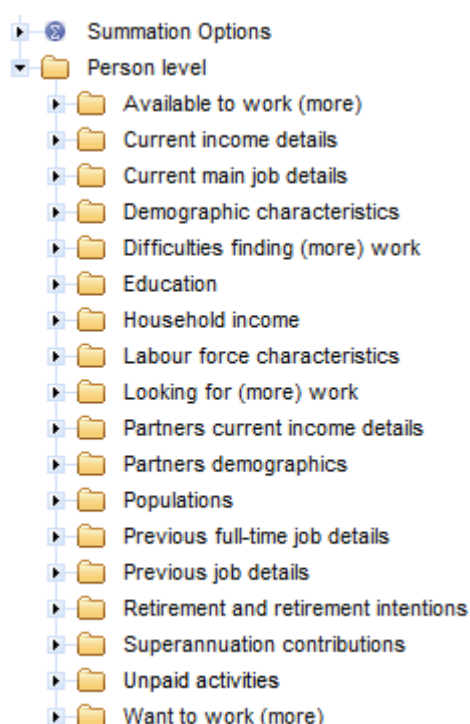 Summation Options
Person level
Available to work (more)
Current income details
Current main job details
Demographic characteristics
Difficulties finding (more) work
Education
Household income
Labour force characteristics
Looking for (more) work
Partners current income details
Partners demographics
Populations
Previous full-time job details
Previous job details
Retirement and retirement intentions
Superannuation contributions
Unpaid activities
Want to work (more)